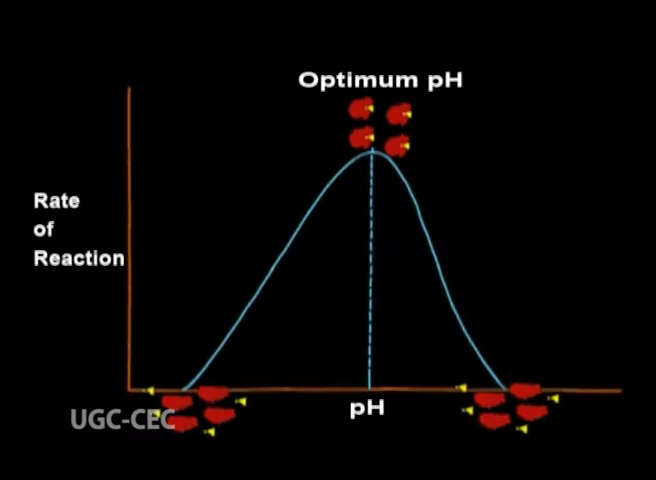 Optimum pH
Rate
of
Reaction
pH
UGC-CEC